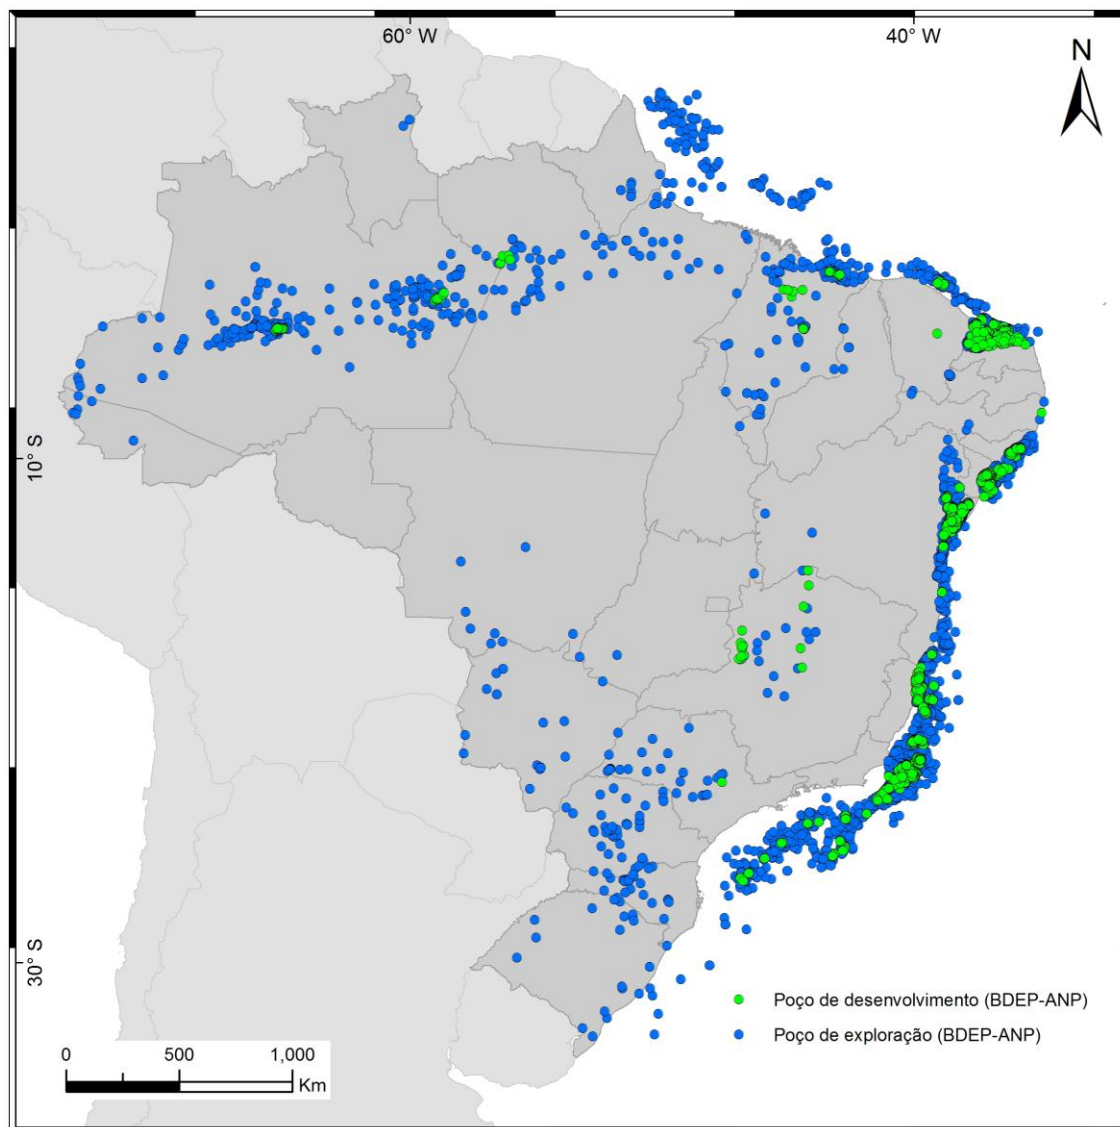 60° W
40° W
N
10° S
30° S
Poço de desenvolvimento (BDEP-ANP)
Poço de exploração (BDEP-ANP)
0 500 1,000
Km